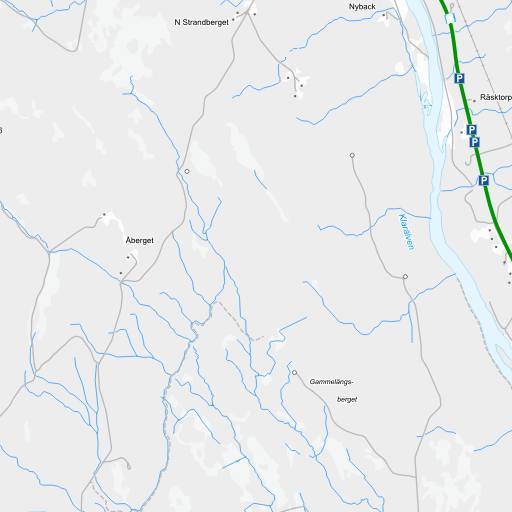 Nyback
N Strandberget
P
Råsktorp
P
P
P
Klarälven
Åberget
Gammelängs-
berget